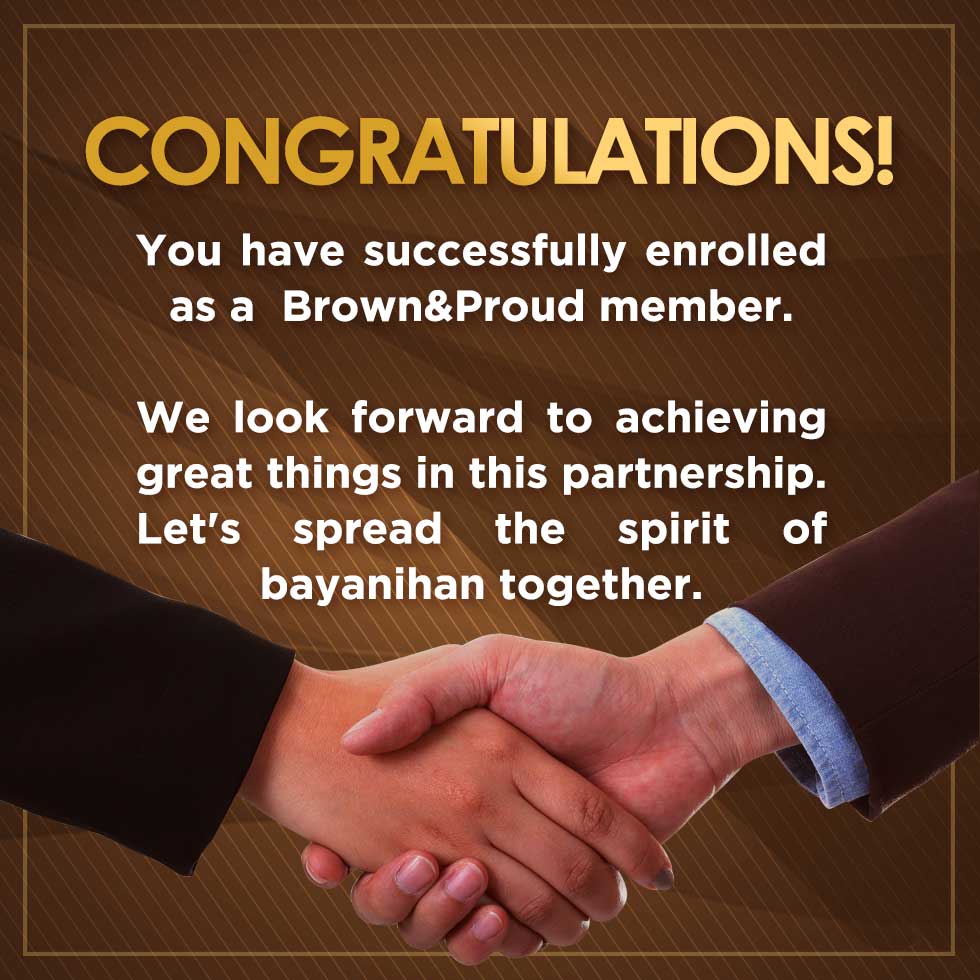 CONGRATULATIONS!
You have successfully enrolled
as a Brown&Proud member.
We look forward to achieving
great things in this partnership.
Let's spread the spirit of
bayanihan together.